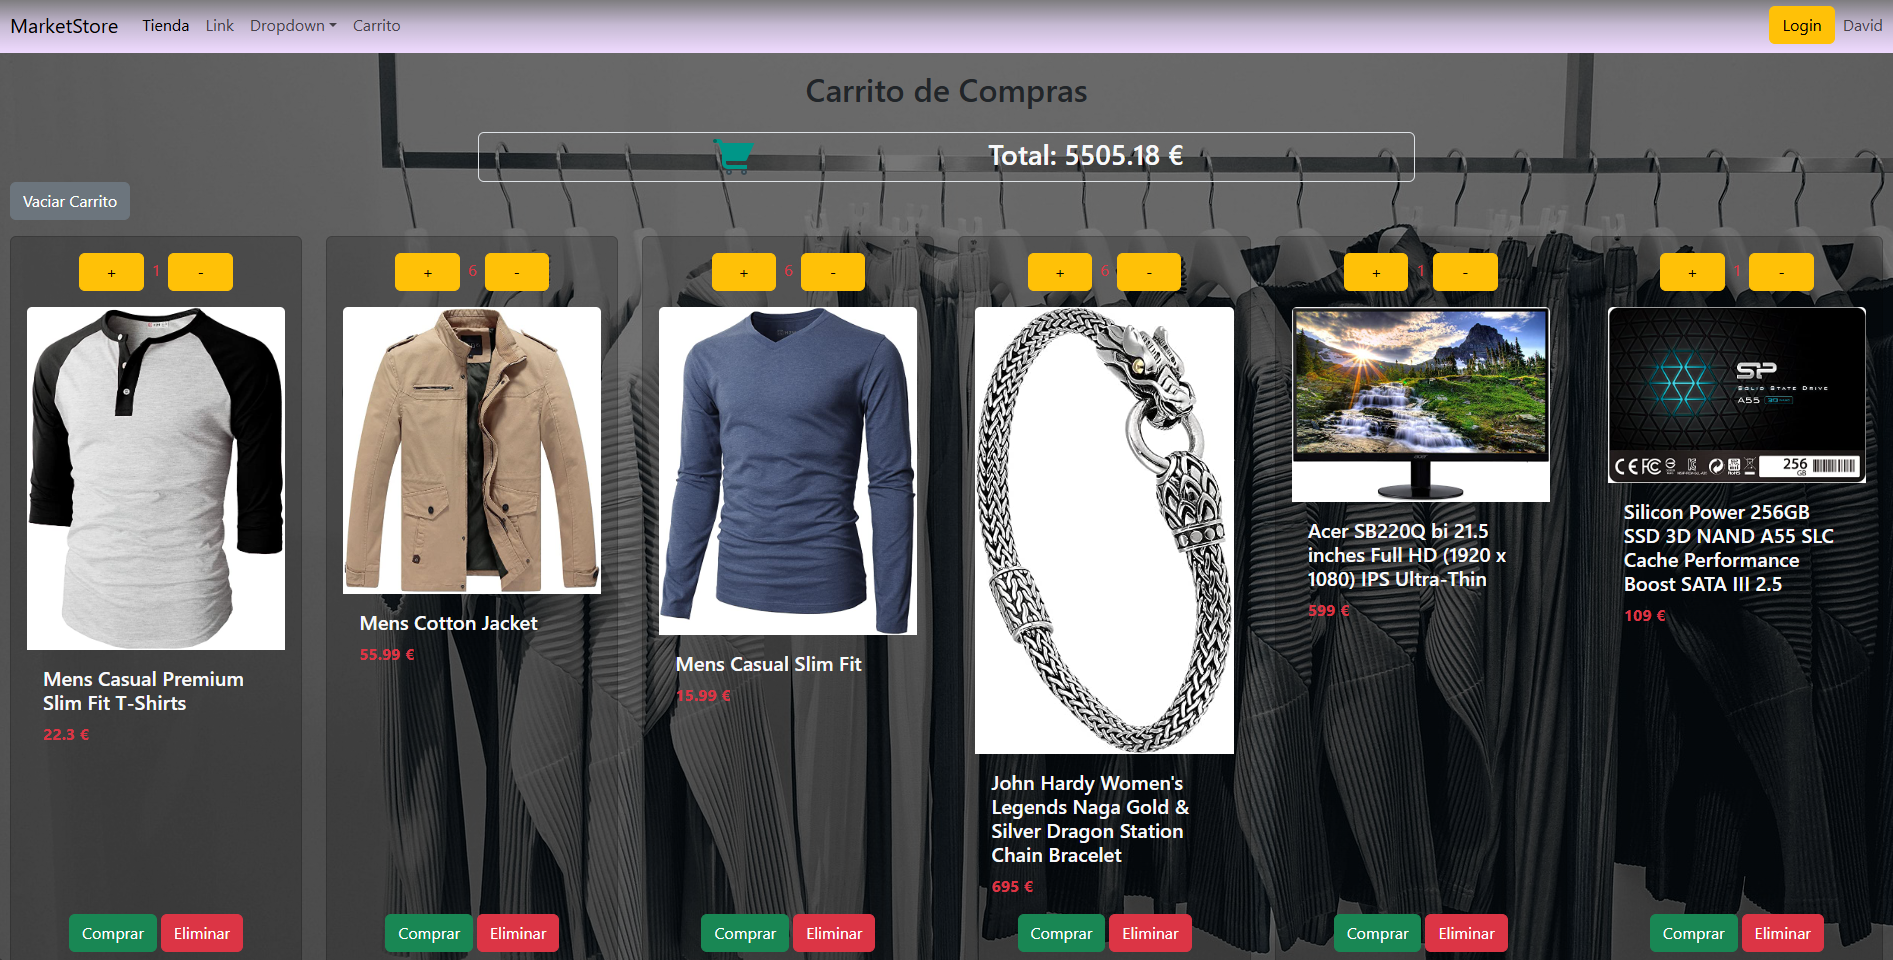 MarketStore Tienda Link Dropdown Carrito Login David
Carrito de Compras
Total: 5505.18 €
Vaciar Carrito
+ 1 -
Mens Casual Premium
Slim Fit T-Shirts
22.3 €
Comprar Eliminar
+ 6 -
Mens Cotton Jacket
55.99 €
Comprar Eliminar
+ 6 -
Mens Casual Slim Fit
15.99 €
Comprar Eliminar
+ 6 -
John Hardy Women's
Legends Naga Gold &
Silver Dragon Station
Chain Bracelet
695 €
Comprar Eliminar
+ 1 -
acer
Acer SB220Q bi 21.5
inches Full HD (1920 x
1080) IPS Ultra-Thin
599 €
Comprar Eliminar
+ 1 -
SP
SOLID STATE DRIVE
A55
256
GB
Silicon Power 256GB
SSD 3D NAND A55 SLC
Cache Performance
Boost SATA III 2.5
109 €
Comprar Eliminar